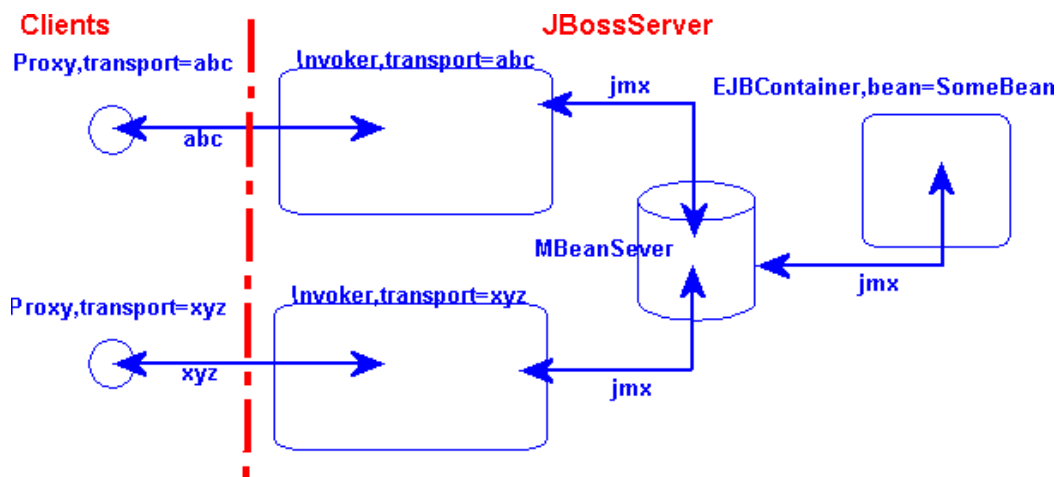 Clients
JBossServer
Proxy,transport=abc
Invoker,transport=abc
jmx
EJBContainer,bean=SomeBean
abc
MBeanSever
jmx
Invoker,transport=xyz
Proxy,transport=xyz
xyz
jmx